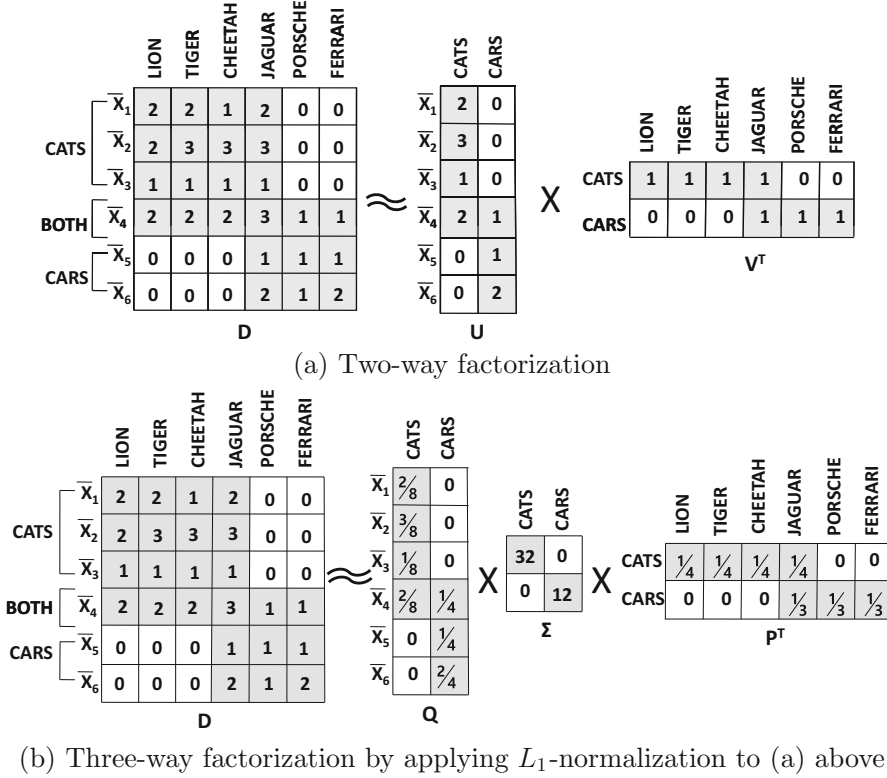 LION TIGER CHEETAH JAGUAR PORSCHE FERRARI
CATS CARS
X̄1 2 2 1 2 0 0
X̄2 2 3 3 3 0 0
X̄3 1 1 1 1 0 0
X̄4 2 2 2 3 1 1
X̄5 0 0 0 1 1 1
X̄6 0 0 0 2 1 2
CATS
BOTH
CARS
D
≈
X̄1 2 0
X̄2 3 0
X̄3 1 0
X̄4 2 1
X̄5 0 1
X̄6 0 2
U
X
LION TIGER CHEETAH JAGUAR PORSCHE FERRARI
CATS 1 1 1 1 0 0
CARS 0 0 0 1 1 1
Vᵀ
(a) Two-way factorization
LION TIGER CHEETAH JAGUAR PORSCHE FERRARI
X̄1 2 2 1 2 0 0
X̄2 2 3 3 3 0 0
X̄3 1 1 1 1 0 0
X̄4 2 2 2 3 1 1
X̄5 0 0 0 1 1 1
X̄6 0 0 0 2 1 2
CATS
BOTH
CARS
D
≈
CATS CARS
X̄1 2/8 0
X̄2 3/8 0
X̄3 1/8 0
X̄4 2/8 1/4
X̄5 0 1/4
X̄6 0 2/4
Q
X
CATS CARS
32 0
0 12
Σ
X
LION TIGER CHEETAH JAGUAR PORSCHE FERRARI
CATS 1/4 1/4 1/4 1/4 0 0
CARS 0 0 0 1/3 1/3 1/3
Pᵀ
(b) Three-way factorization by applying L₁-normalization to (a) above